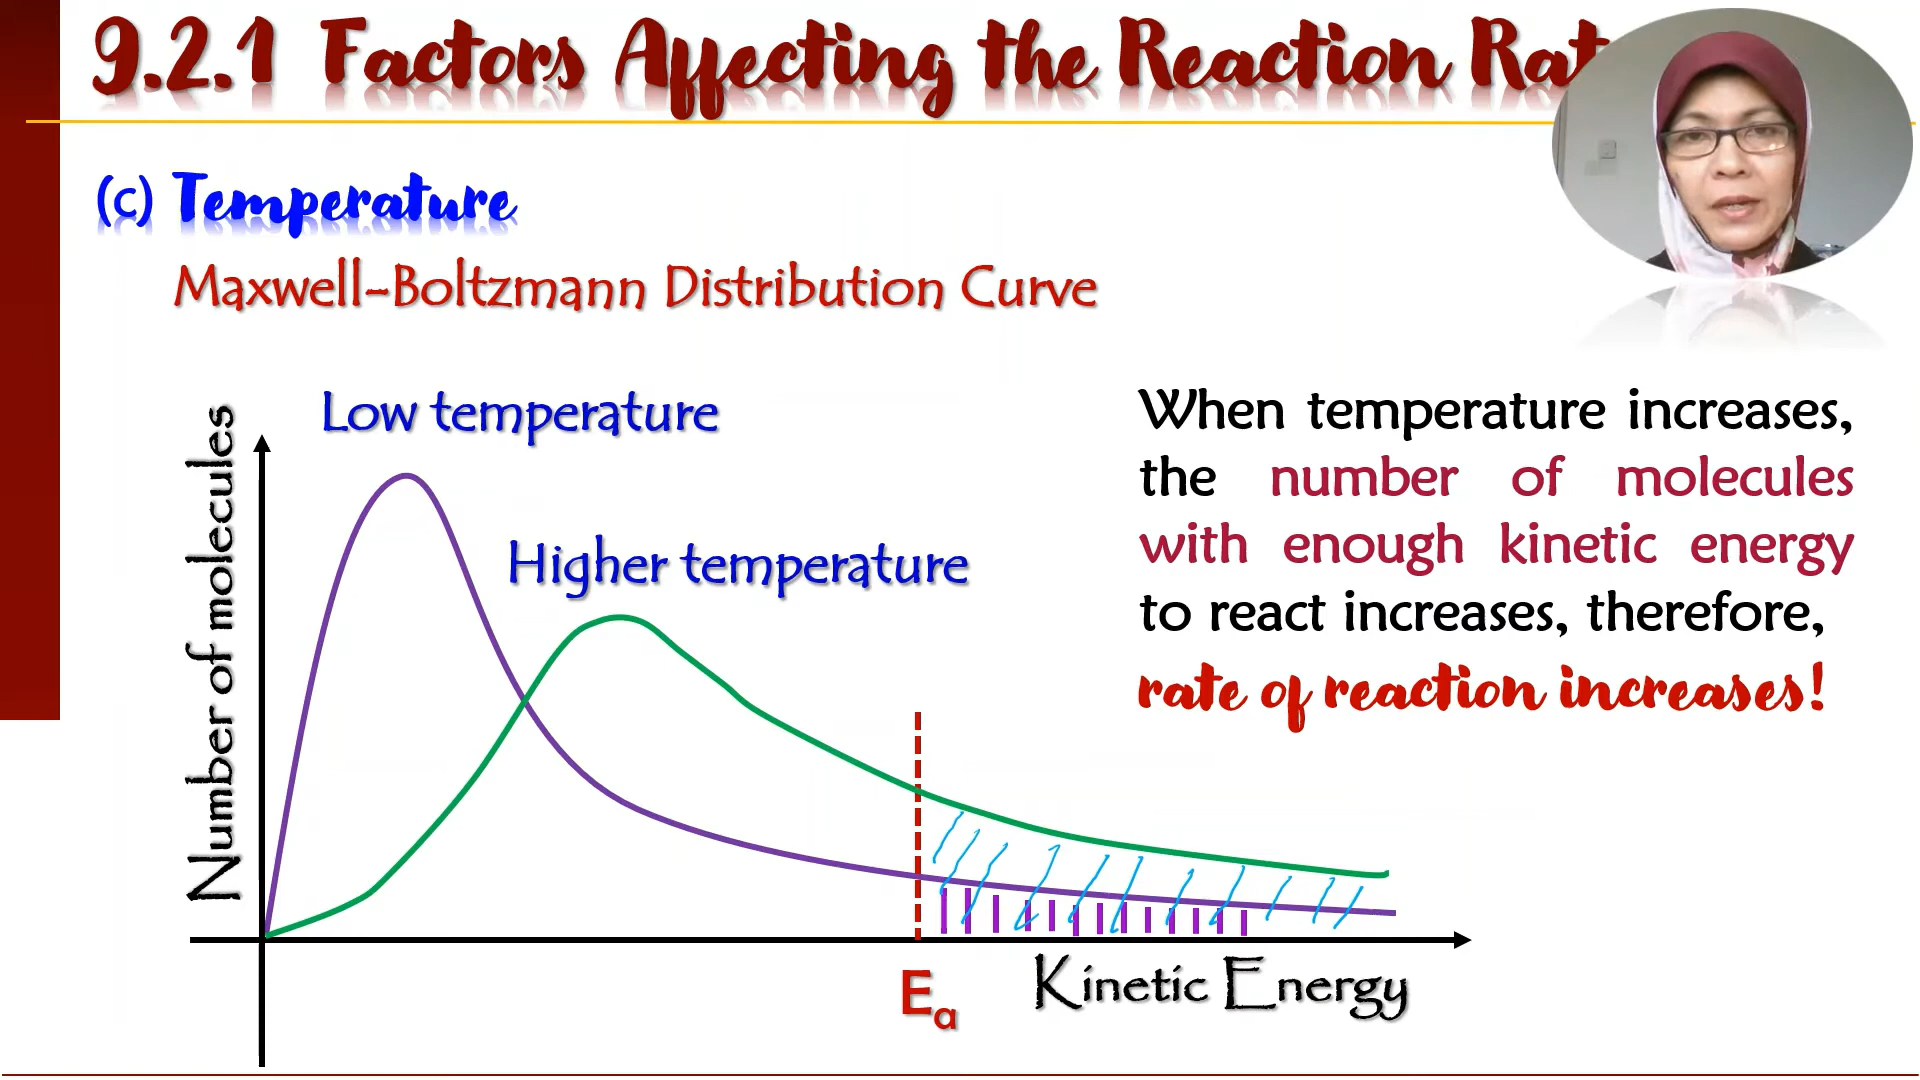 9.2.1 Factors Affecting the Reaction Rat
(c) Temperature
Maxwell-Boltzmann Distribution Curve
Low temperature
Higher temperature
Number of molecules
Kinetic Energy
Ea
When temperature increases,
the number of molecules
with enough kinetic energy
to react increases, therefore,
rate of reaction increases!